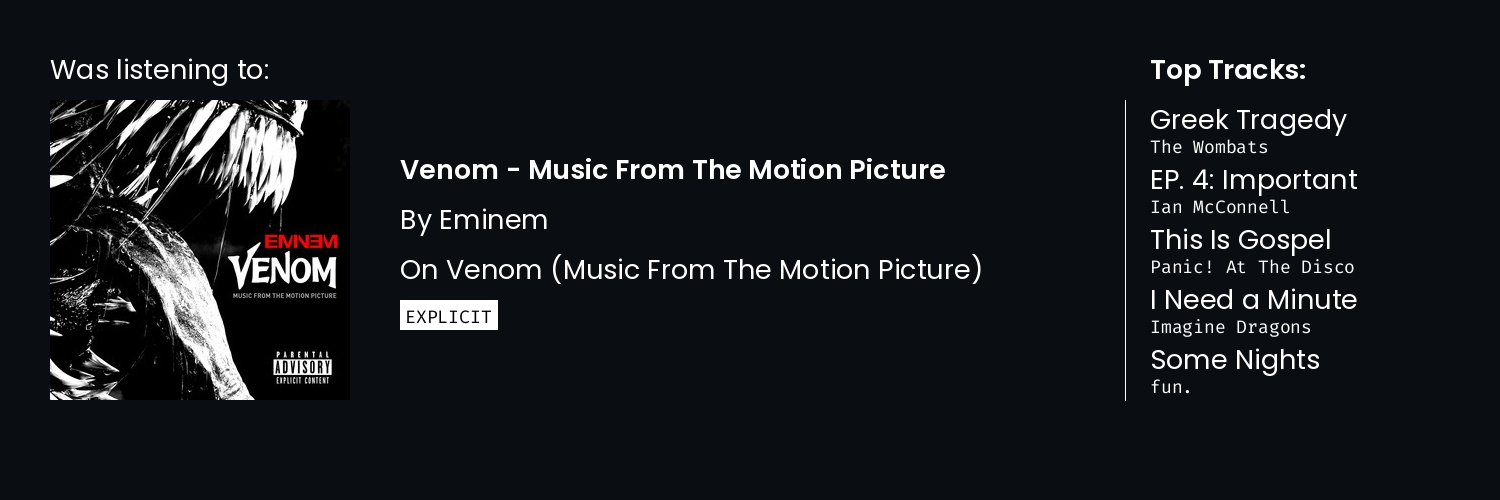 Was listening to:
EMINEM
VENOM
MUSIC FROM THE MOTION PICTURE
PARENTAL
ADVISORY
EXPLICIT CONTENT
Venom - Music From The Motion Picture
By Eminem
On Venom (Music From The Motion Picture)
EXPLICIT
Top Tracks:
Greek Tragedy
The Wombats
EP. 4: Important
Ian McConnell
This Is Gospel
Panic! At The Disco
I Need a Minute
Imagine Dragons
Some Nights
fun.